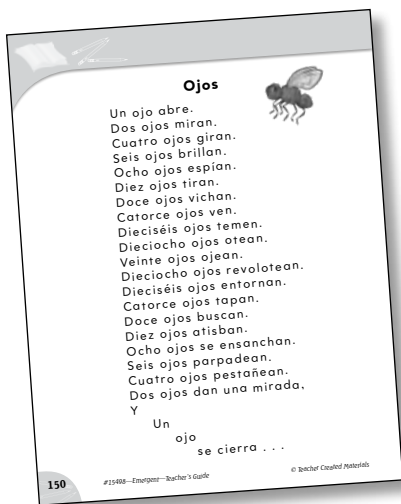 Ojos
Un ojo abre.
Dos ojos miran.
Cuatro ojos giran.
Seis ojos brillan.
Ocho ojos espían.
Diez ojos tiran.
Doce ojos vichan.
Catorce ojos ven.
Dieciséis ojos temen.
Dieciocho ojos otean.
Veinte ojos ojean.
Dieciocho ojos revolotean.
Dieciséis ojos entornan.
Catorce ojos tapan.
Doce ojos buscan.
Diez ojos atisban.
Ocho ojos se ensanchan.
Seis ojos parpadean.
Cuatro ojos pestañean.
Dos ojos dan una mirada,
Y
Un
ojo
se cierra . . .
150 #15498—Emergent—Teacher's Guide © Teacher Created Materials